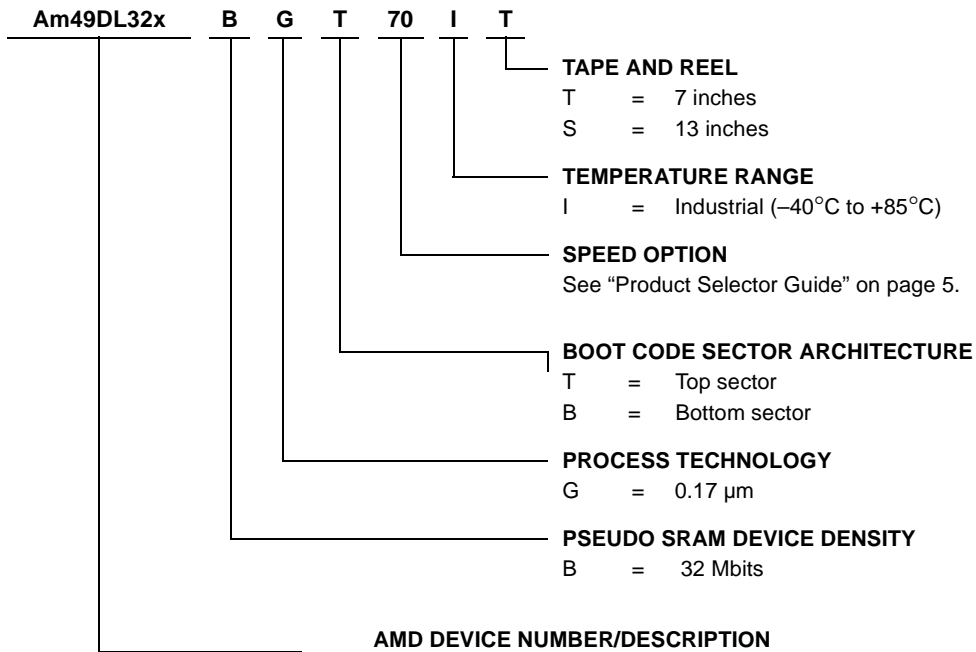 Am49DL32x B G T 70 I T
TAPE AND REEL
T = 7 inches
S = 13 inches
TEMPERATURE RANGE
I = Industrial (–40°C to +85°C)
SPEED OPTION
See “Product Selector Guide” on page 5.
BOOT CODE SECTOR ARCHITECTURE
T = Top sector
B = Bottom sector
PROCESS TECHNOLOGY
G = 0.17 µm
PSEUDO SRAM DEVICE DENSITY
B = 32 Mbits
AMD DEVICE NUMBER/DESCRIPTION